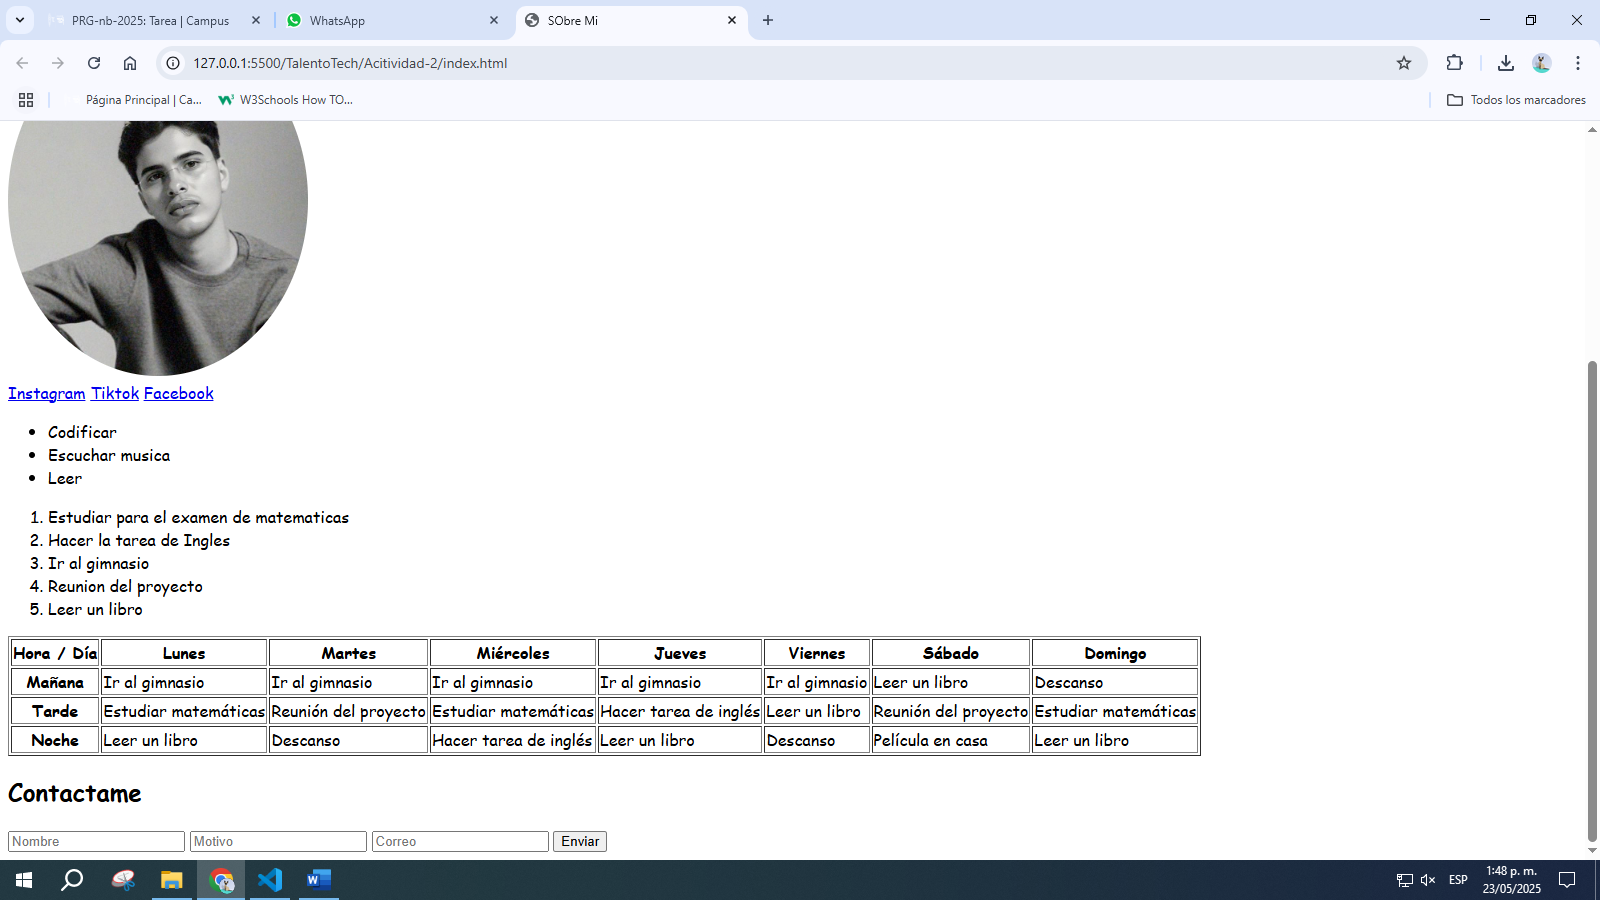 PRG-nb-2025: Tarea | Campus
WhatsApp
SObre Mi
127.0.0.1:5500/TalentoTech/Acitividad-2/index.html
Página Principal | Ca...
W3Schools How TO...
Todos los marcadores
Instagram Tiktok Facebook
• Codificar
• Escuchar musica
• Leer
1. Estudiar para el examen de matematicas
2. Hacer la tarea de Ingles
3. Ir al gimnasio
4. Reunion del proyecto
5. Leer un libro
Hora / Día Lunes Martes Miércoles Jueves Viernes Sábado Domingo
Mañana Ir al gimnasio Ir al gimnasio Ir al gimnasio Ir al gimnasio Ir al gimnasio Leer un libro Descanso
Tarde Estudiar matemáticas Reunión del proyecto Estudiar matemáticas Hacer tarea de inglés Leer un libro Reunión del proyecto Estudiar matemáticas
Noche Leer un libro Descanso Hacer tarea de inglés Leer un libro Descanso Película en casa Leer un libro
Contactame
Nombre Motivo Correo Enviar
ESP
1:48 p. m.
23/05/2025